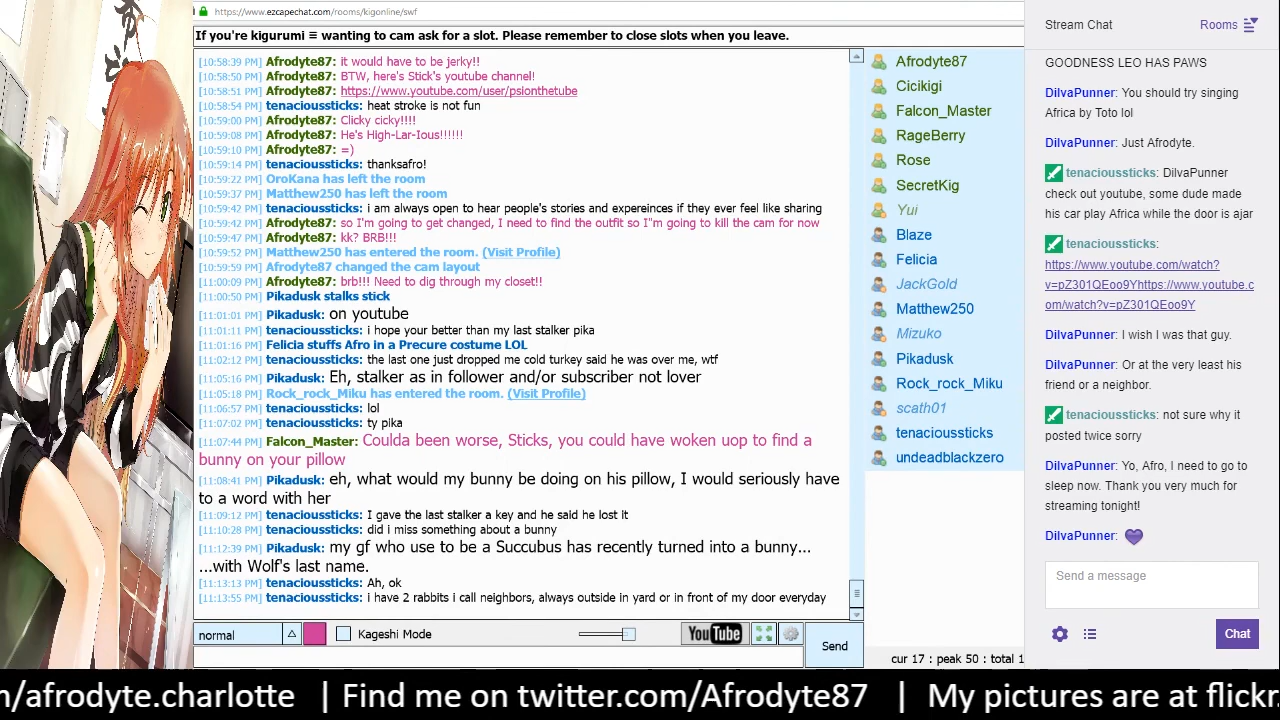 https://www.ezcapechat.com/rooms/kigonline/swf
If you're kigurumi ≡ wanting to cam ask for a slot. Please remember to close slots when you leave.
[10:58:39 PM] Afrodyte87: it would have to be jerky!!
[10:58:50 PM] Afrodyte87: BTW, here's Stick's youtube channel!
[10:58:51 PM] Afrodyte87: https://www.youtube.com/user/psionthetube
[10:58:54 PM] tenacioussticks: heat stroke is not fun
[10:59:00 PM] Afrodyte87: Clicky cicky!!!!
[10:59:08 PM] Afrodyte87: He's High-Lar-Ious!!!!!!
[10:59:10 PM] Afrodyte87: =)
[10:59:14 PM] tenacioussticks: thanksafro!
[10:59:22 PM] OroKana has left the room
[10:59:37 PM] Matthew250 has left the room
[10:59:42 PM] tenacioussticks: i am always open to hear people's stories and expereinces if they ever feel like sharing
[10:59:42 PM] Afrodyte87: so I'm going to get changed, I need to find the outfit so I"m going to kill the cam for now
[10:59:47 PM] Afrodyte87: kk? BRB!!!
[10:59:52 PM] Matthew250 has entered the room. (Visit Profile)
[10:59:59 PM] Afrodyte87 changed the cam layout
[11:00:09 PM] Afrodyte87: brb!!! Need to dig through my closet!!
[11:00:50 PM] Pikadusk stalks stick
[11:01:01 PM] Pikadusk: on youtube
[11:01:11 PM] tenacioussticks: i hope your better than my last stalker pika
[11:01:16 PM] Felicia stuffs Afro in a Precure costume LOL
[11:02:12 PM] tenacioussticks: the last one just dropped me cold turkey said he was over me, wtf
[11:05:16 PM] Pikadusk: Eh, stalker as in follower and/or subscriber not lover
[11:05:18 PM] Rock_rock_Miku has entered the room. (Visit Profile)
[11:06:57 PM] tenacioussticks: lol
[11:07:02 PM] tenacioussticks: ty pika
[11:07:44 PM] Falcon_Master: Coulda been worse, Sticks, you could have woken uop to find a
bunny on your pillow
[11:08:41 PM] Pikadusk: eh, what would my bunny be doing on his pillow, I would seriously have
to a word with her
[11:09:12 PM] tenacioussticks: I gave the last stalker a key and he said he lost it
[11:10:28 PM] tenacioussticks: did i miss something about a bunny
[11:12:39 PM] Pikadusk: my gf who use to be a Succubus has recently turned into a bunny...
...with Wolf's last name.
[11:13:13 PM] tenacioussticks: Ah, ok
[11:13:55 PM] tenacioussticks: i have 2 rabbits i call neighbors, always outside in yard or in front of my door everyday
normal
Kageshi Mode
YouTube
Send
Afrodyte87
Cicikigi
Falcon_Master
RageBerry
Rose
SecretKig
Yui
Blaze
Felicia
JackGold
Matthew250
Mizuko
Pikadusk
Rock_rock_Miku
scath01
tenacioussticks
undeadblackzero
cur 17 : peak 50 : total 1
Stream Chat
Rooms
GOODNESS LEO HAS PAWS
DilvaPunner: You should try singing
Africa by Toto lol
DilvaPunner: Just Afrodyte.
tenacioussticks: DilvaPunner
check out youtube, some dude made
his car play Africa while the door is ajar
tenacioussticks:
https://www.youtube.com/watch?
v=pZ301QEoo9Yhttps://www.youtube.c
om/watch?v=pZ301QEoo9Y
DilvaPunner: I wish I was that guy.
DilvaPunner: Or at the very least his
friend or a neighbor.
tenacioussticks: not sure why it
posted twice sorry
DilvaPunner: Yo, Afro, I need to go to
sleep now. Thank you very much for
streaming tonight!
DilvaPunner: 💜
Send a message
Chat
m/afrodyte.charlotte | Find me on twitter.com/Afrodyte87 | My pictures are at flickr.